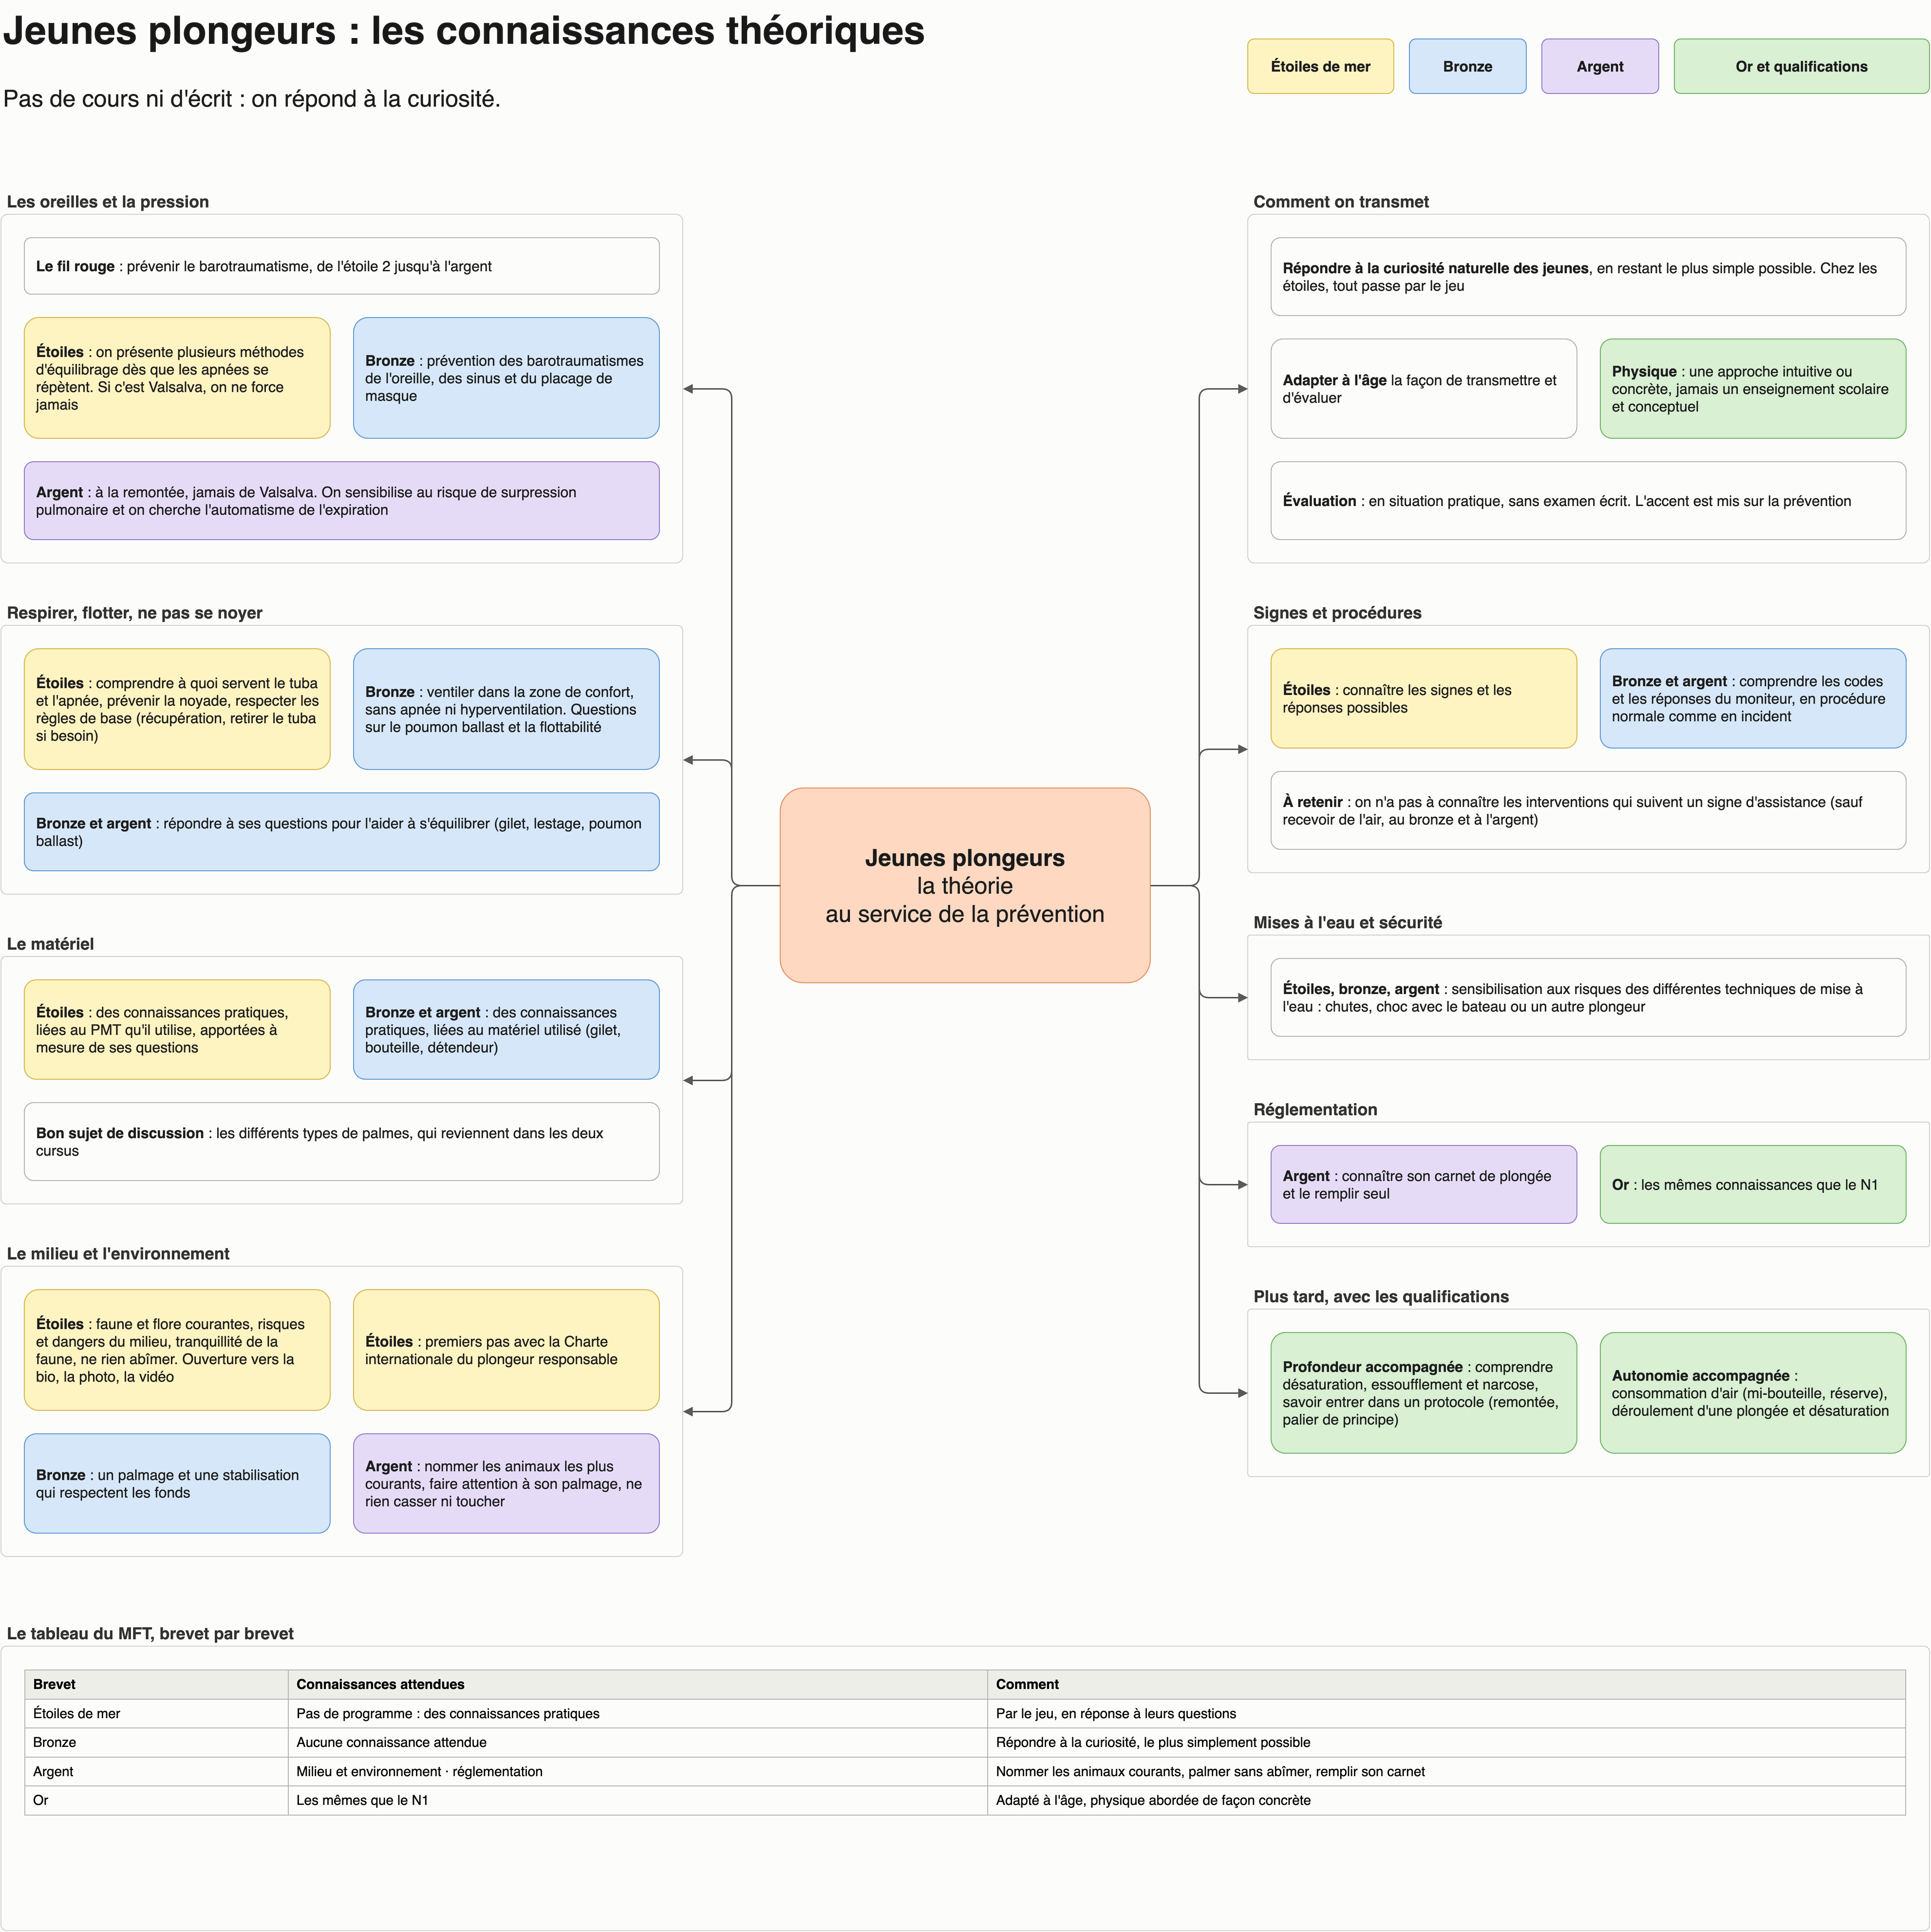 Jeunes plongeurs : les connaissances théoriques
Pas de cours ni d'écrit : on répond à la curiosité.
Étoiles de mer
Bronze
Argent
Or et qualifications
Les oreilles et la pression
Le fil rouge : prévenir le barotraumatisme, de l'étoile 2 jusqu'à l'argent
Étoiles : on présente plusieurs méthodes
d'équilibrage dès que les apnées se
répètent. Si c'est Valsalva, on ne force
jamais
Bronze : prévention des barotraumatismes
de l'oreille, des sinus et du placage de
masque
Argent : à la remontée, jamais de Valsalva. On sensibilise au risque de surpression
pulmonaire et on cherche l'automatisme de l'expiration
Respirer, flotter, ne pas se noyer
Étoiles : comprendre à quoi servent le tuba
et l'apnée, prévenir la noyade, respecter les
règles de base (récupération, retirer le tuba
si besoin)
Bronze : ventiler dans la zone de confort,
sans apnée ni hyperventilation. Questions
sur le poumon ballast et la flottabilité
Bronze et argent : répondre à ses questions pour l'aider à s'équilibrer (gilet, lestage, poumon
ballast)
Le matériel
Étoiles : des connaissances pratiques,
liées au PMT qu'il utilise, apportées à
mesure de ses questions
Bronze et argent : des connaissances
pratiques, liées au matériel utilisé (gilet,
bouteille, détendeur)
Bon sujet de discussion : les différents types de palmes, qui reviennent dans les deux
cursus
Le milieu et l'environnement
Étoiles : faune et flore courantes, risques
et dangers du milieu, tranquillité de la
faune, ne rien abîmer. Ouverture vers la
bio, la photo, la vidéo
Étoiles : premiers pas avec la Charte
internationale du plongeur responsable
Bronze : un palmage et une stabilisation
qui respectent les fonds
Argent : nommer les animaux les plus
courants, faire attention à son palmage, ne
rien casser ni toucher
Jeunes plongeurs
la théorie
au service de la prévention
Comment on transmet
Répondre à la curiosité naturelle des jeunes, en restant le plus simple possible. Chez les
étoiles, tout passe par le jeu
Adapter à l'âge la façon de transmettre et
d'évaluer
Physique : une approche intuitive ou
concrète, jamais un enseignement scolaire
et conceptuel
Évaluation : en situation pratique, sans examen écrit. L'accent est mis sur la prévention
Signes et procédures
Étoiles : connaître les signes et les
réponses possibles
Bronze et argent : comprendre les codes
et les réponses du moniteur, en procédure
normale comme en incident
À retenir : on n'a pas à connaître les interventions qui suivent un signe d'assistance (sauf
recevoir de l'air, au bronze et à l'argent)
Mises à l'eau et sécurité
Étoiles, bronze, argent : sensibilisation aux risques des différentes techniques de mise à
l'eau : chutes, choc avec le bateau ou un autre plongeur
Réglementation
Argent : connaître son carnet de plongée
et le remplir seul
Or : les mêmes connaissances que le N1
Plus tard, avec les qualifications
Profondeur accompagnée : comprendre
désaturation, essoufflement et narcose,
savoir entrer dans un protocole (remontée,
palier de principe)
Autonomie accompagnée :
consommation d'air (mi-bouteille, réserve),
déroulement d'une plongée et désaturation
Le tableau du MFT, brevet par brevet
Brevet Connaissances attendues Comment
Étoiles de mer Pas de programme : des connaissances pratiques Par le jeu, en réponse à leurs questions
Bronze Aucune connaissance attendue Répondre à la curiosité, le plus simplement possible
Argent Milieu et environnement · réglementation Nommer les animaux courants, palmer sans abîmer, remplir son carnet
Or Les mêmes que le N1 Adapté à l'âge, physique abordée de façon concrète